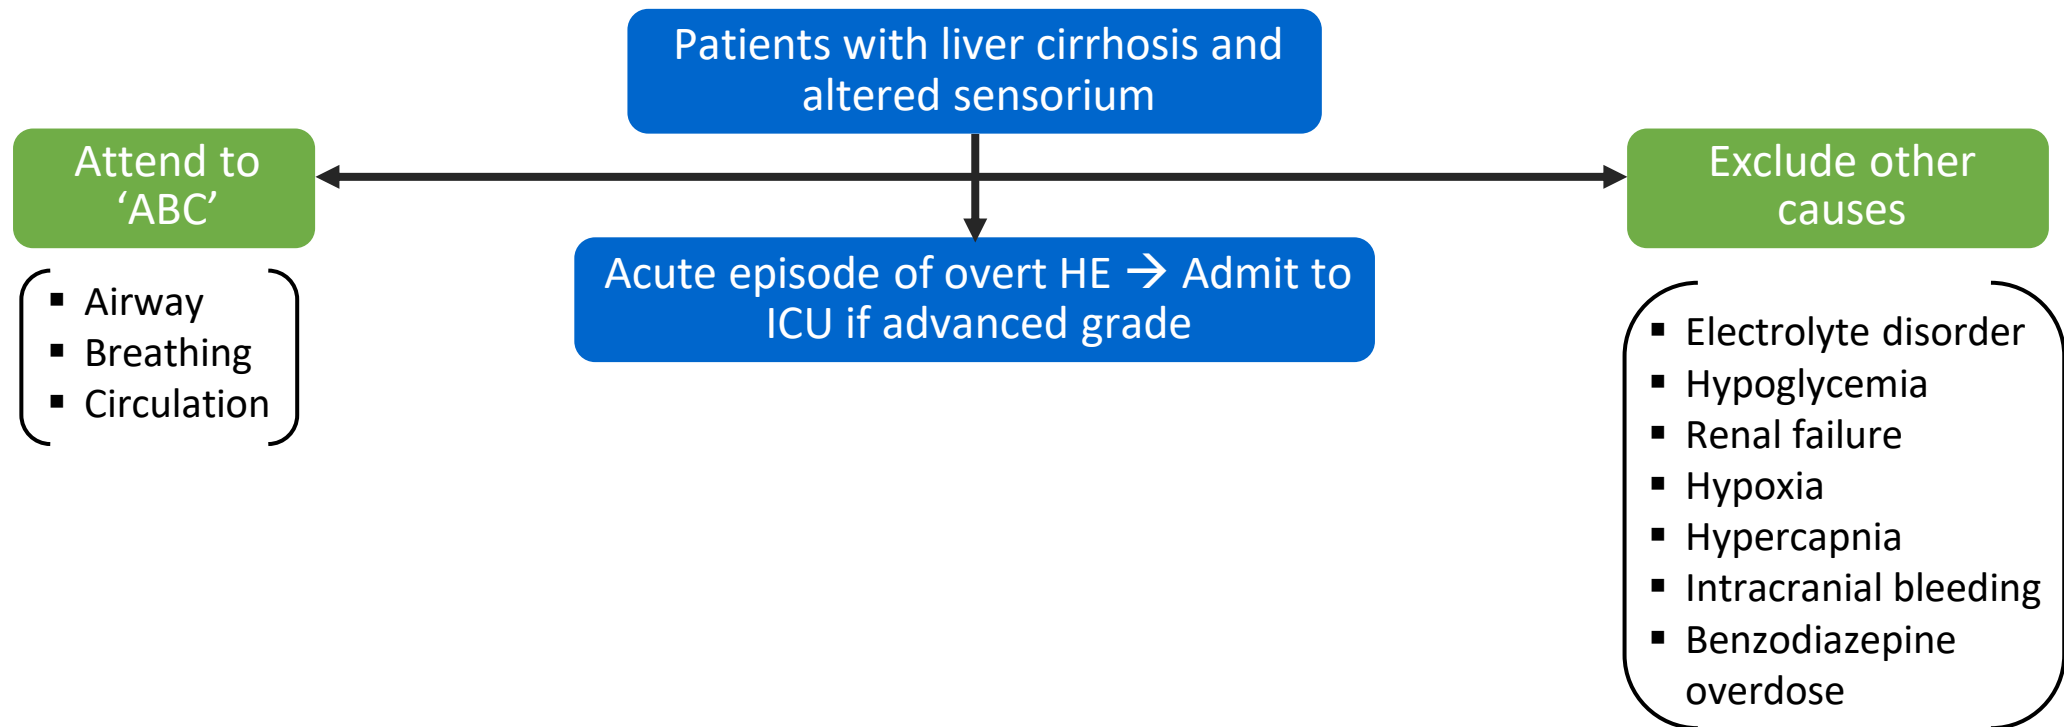 Patients with liver cirrhosis and
altered sensorium
Attend to
‘ABC’
Exclude other
causes
Acute episode of overt HE → Admit to
ICU if advanced grade
▪ Airway
▪ Breathing
▪ Circulation
▪ Electrolyte disorder
▪ Hypoglycemia
▪ Renal failure
▪ Hypoxia
▪ Hypercapnia
▪ Intracranial bleeding
▪ Benzodiazepine
overdose